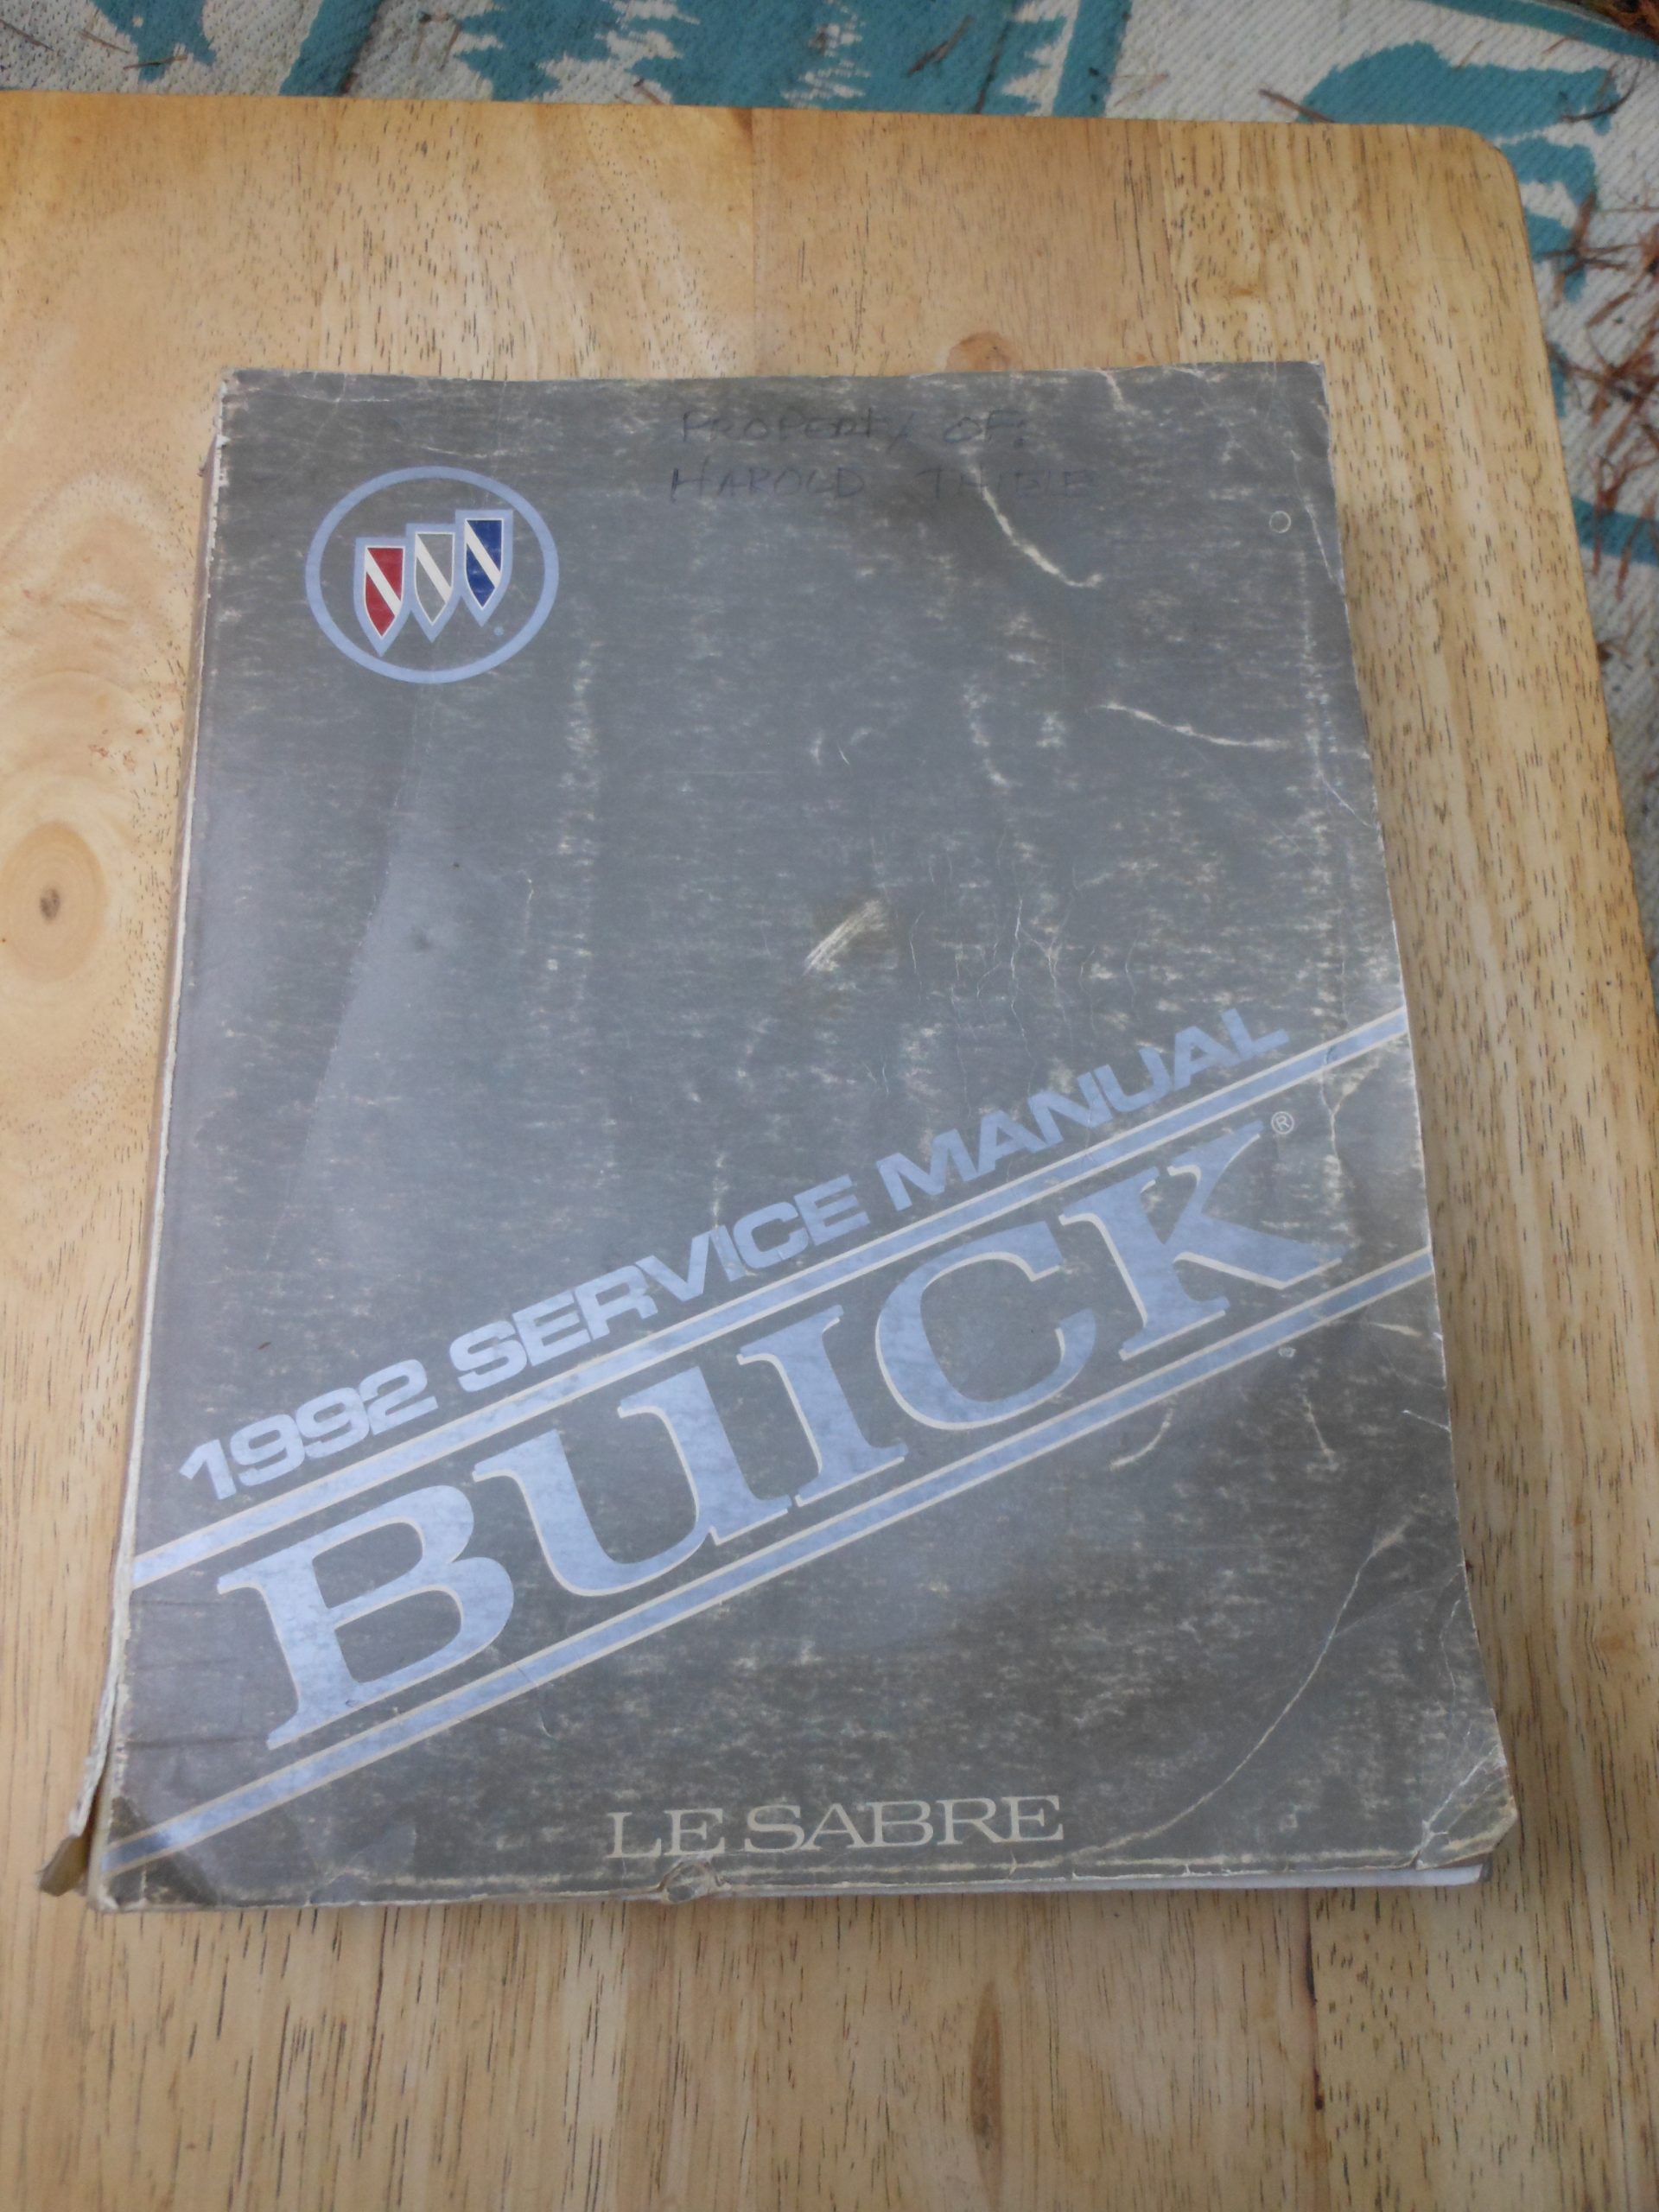 PROPERTY OF:
HAROLD
1992 SERVICE MANUAL
BUICK®
LE SABRE